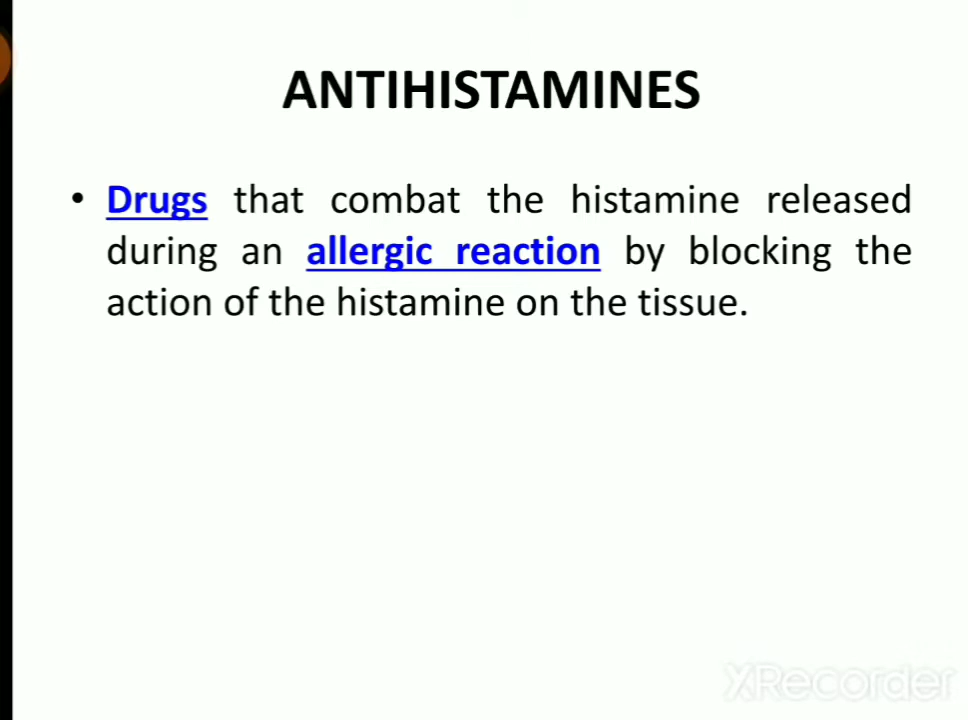 ANTIHISTAMINES
• Drugs that combat the histamine released
during an allergic reaction by blocking the
action of the histamine on the tissue.
XRecorder